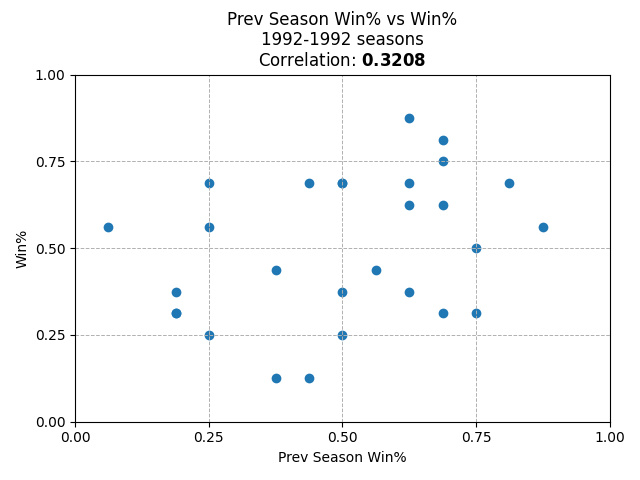 Prev Season Win% vs Win%
1992-1992 seasons
Correlation: 0.3208
1.00
0.75
0.50
0.25
0.00
Win%
0.00 0.25 0.50 0.75 1.00
Prev Season Win%